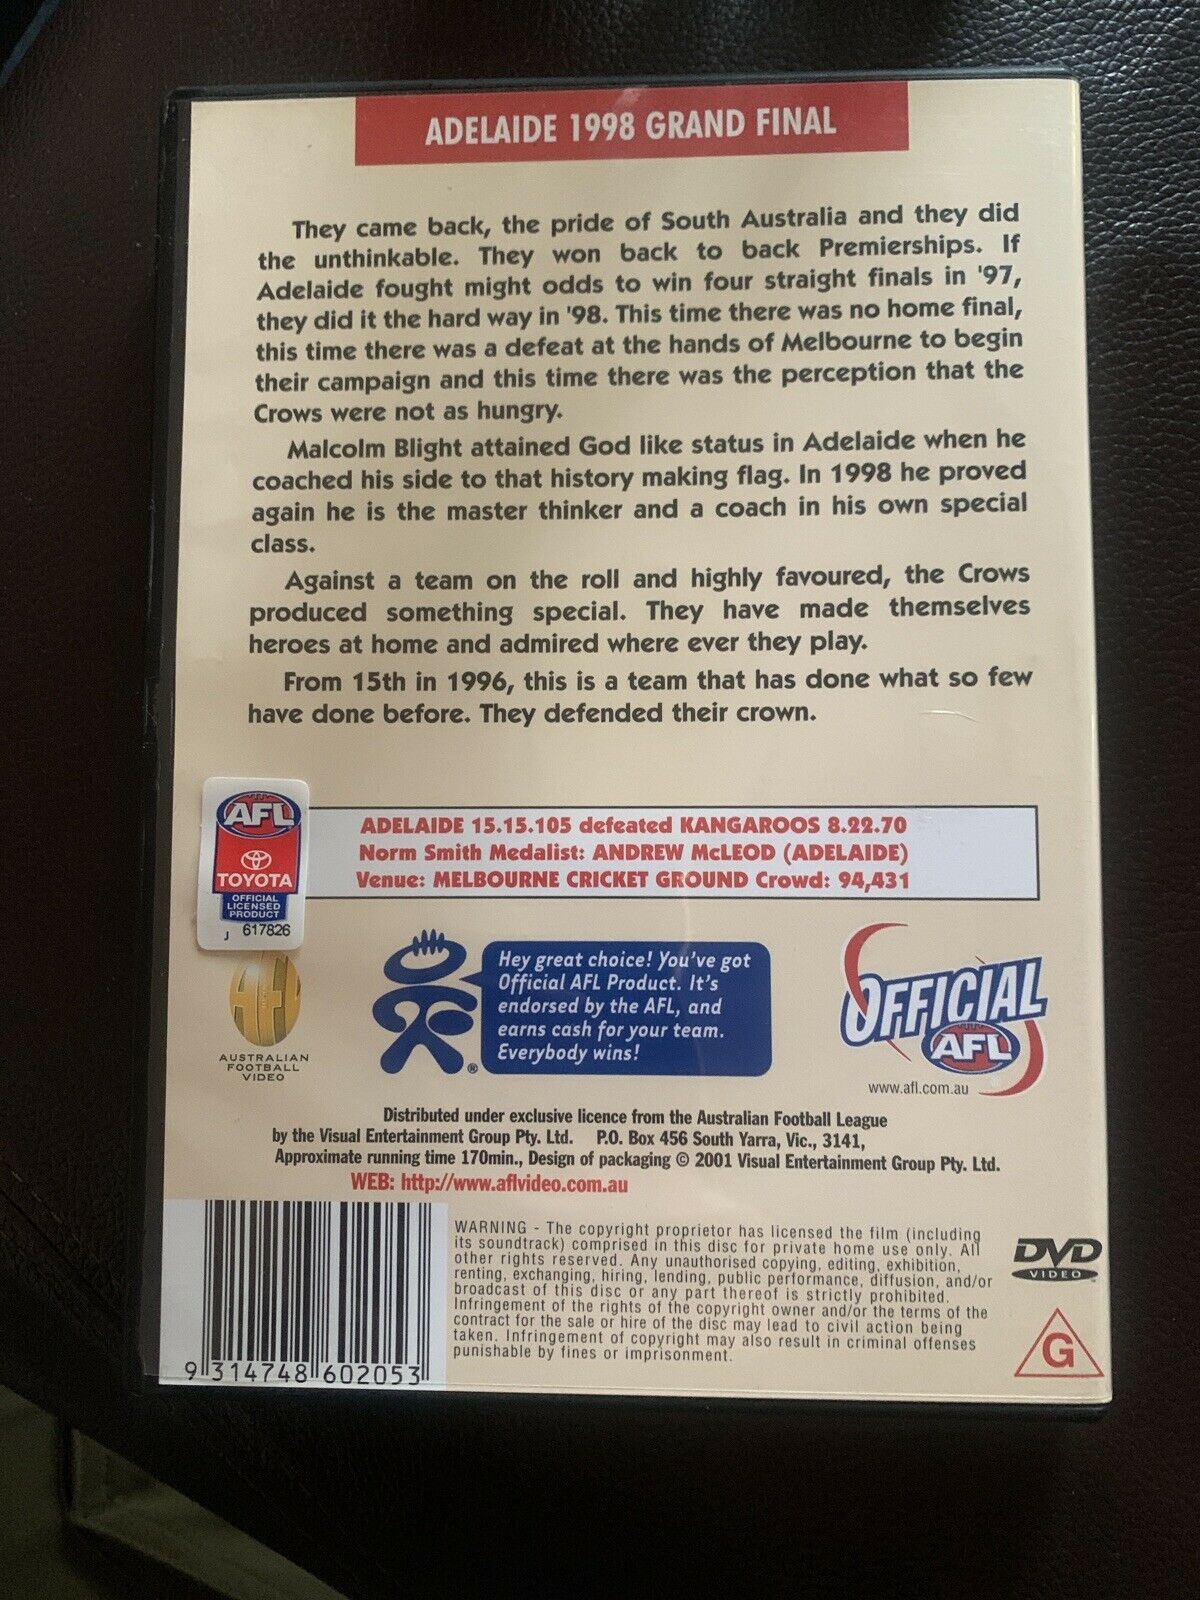 ADELAIDE 1998 GRAND FINAL
They came back, the pride of South Australia and they did
the unthinkable. They won back to back Premierships. If
Adelaide fought might odds to win four straight finals in '97,
they did it the hard way in '98. This time there was no home final,
this time there was a defeat at the hands of Melbourne to begin
their campaign and this time there was the perception that the
Crows were not as hungry.
Malcolm Blight attained God like status in Adelaide when he
coached his side to that history making flag. In 1998 he proved
again he is the master thinker and a coach in his own special
class.
Against a team on the roll and highly favoured, the Crows
produced something special. They have made themselves
heroes at home and admired where ever they play.
From 15th in 1996, this is a team that has done what so few
have done before. They defended their crown.
AFL
TOYOTA
OFFICIAL
LICENSED
PRODUCT
J 617826
ADELAIDE 15.15.105 defeated KANGAROOS 8.22.70
Norm Smith Medalist: ANDREW McLEOD (ADELAIDE)
Venue: MELBOURNE CRICKET GROUND Crowd: 94,431
AUSTRALIAN
FOOTBALL
VIDEO
Hey great choice! You've got
Official AFL Product. It's
endorsed by the AFL, and
earns cash for your team.
Everybody wins!
®
OFFICIAL
AFL
www.afl.com.au
Distributed under exclusive licence from the Australian Football League
by the Visual Entertainment Group Pty. Ltd. P.O. Box 456 South Yarra, Vic., 3141,
Approximate running time 170min., Design of packaging © 2001 Visual Entertainment Group Pty. Ltd.
WEB: http://www.aflvideo.com.au
9 314748 602053
WARNING - The copyright proprietor has licensed the film (including
its soundtrack) comprised in this disc for private home use only. All
other rights reserved. Any unauthorised copying, editing, exhibition,
renting, exchanging, hiring, lending, public performance, diffusion, and/or
broadcast of this disc or any part thereof is strictly prohibited.
Infringement of the rights of the copyright owner and/or the terms of the
contract for the sale or hire of the disc may lead to civil action being
taken. Infringement of copyright may also result in criminal offenses
punishable by fines or imprisonment.
DVD
VIDEO
G